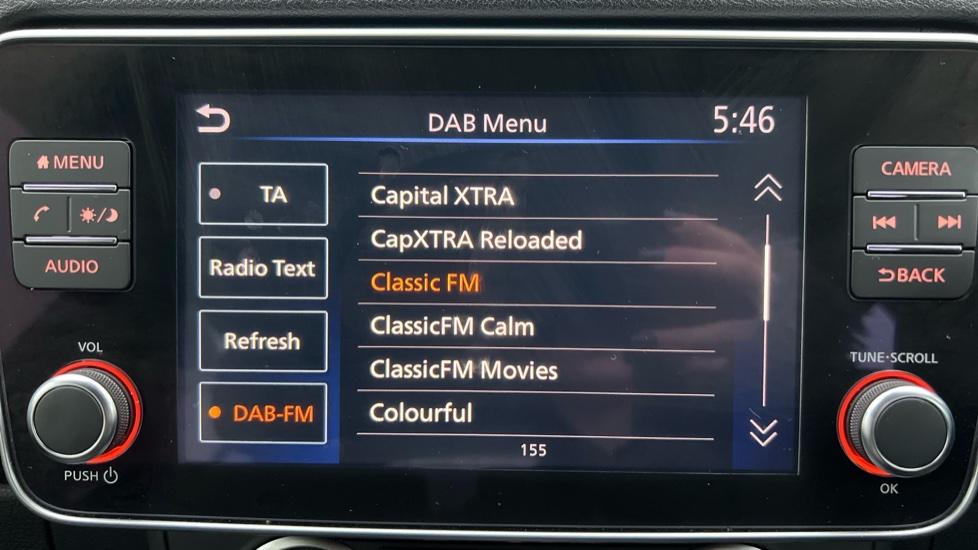 DAB Menu 5:46
MENU
AUDIO
VOL
PUSH
TA
Radio Text
Refresh
DAB-FM
Capital XTRA
CapXTRA Reloaded
Classic FM
ClassicFM Calm
ClassicFM Movies
Colourful
155
CAMERA
BACK
TUNE·SCROLL
OK